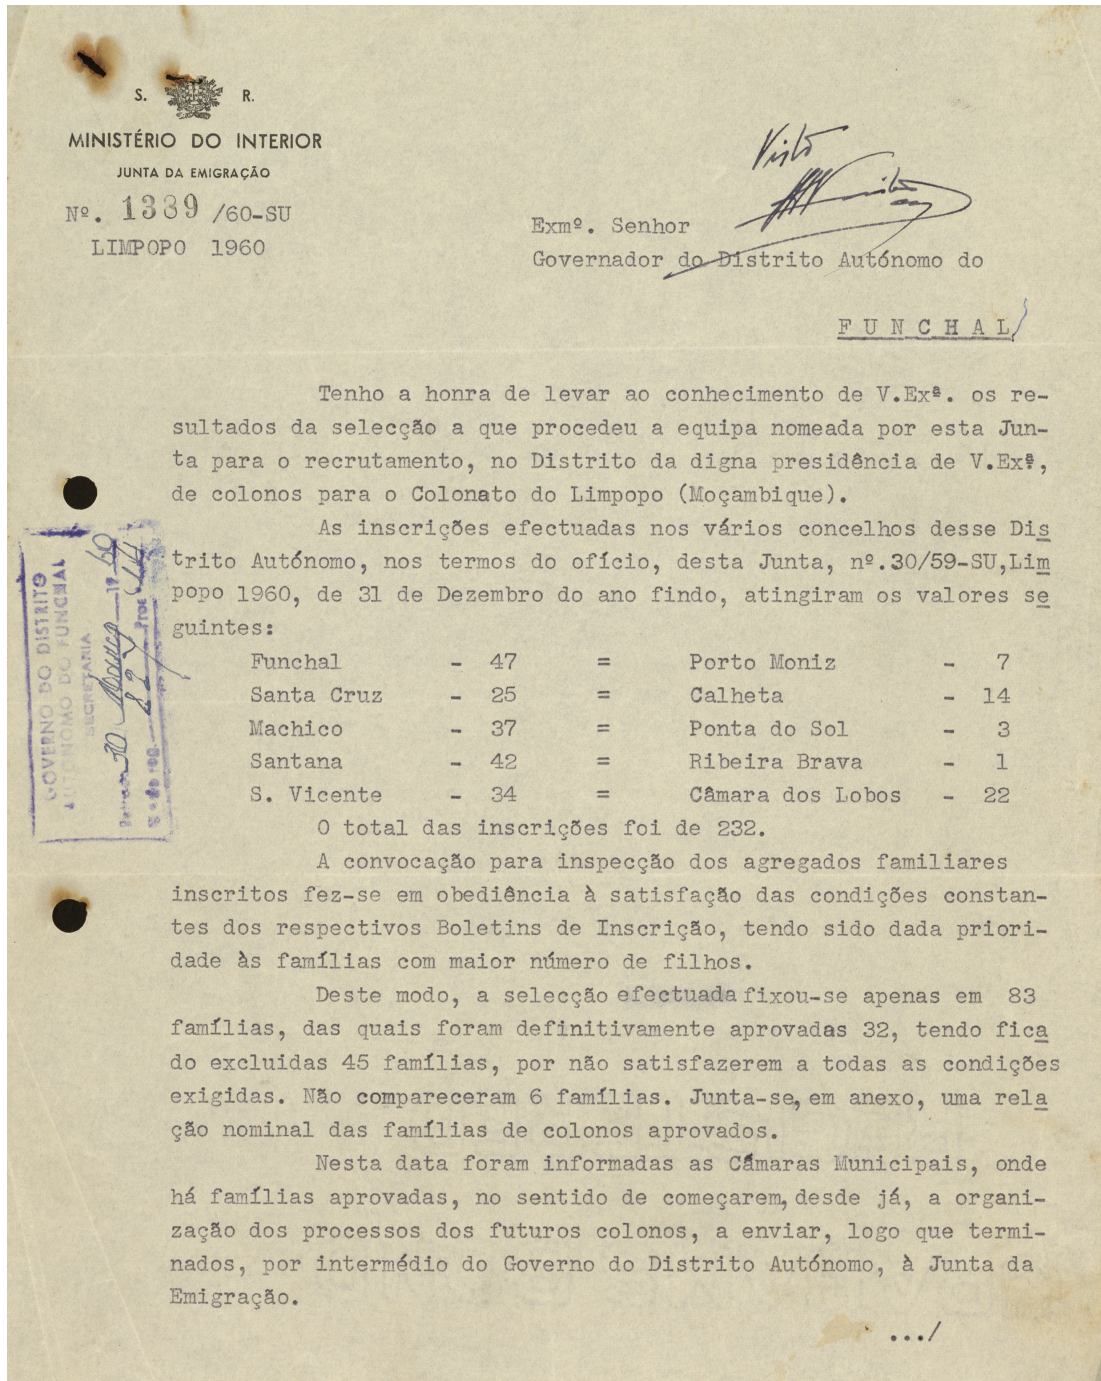 S. R.
MINISTÉRIO DO INTERIOR
JUNTA DA EMIGRAÇÃO
Nº. 1339 /60-SU
LIMPOPO 1960
Visto
Exmº. Senhor
Governador do Distrito Autónomo do
FUNCHAL
Tenho a honra de levar ao conhecimento de V.Exª. os re-
sultados da selecção a que procedeu a equipa nomeada por esta Jun-
ta para o recrutamento, no Distrito da digna presidência de V.Exª,
de colonos para o Colonato do Limpopo (Moçambique).
As inscrições efectuadas nos vários concelhos desse Dis
trito Autónomo, nos termos do ofício, desta Junta, nº.30/59-SU,Lim
popo 1960, de 31 de Dezembro do ano findo, atingiram os valores se
guintes:
Funchal - 47 = Porto Moniz - 7
Santa Cruz - 25 = Calheta - 14
Machico - 37 = Ponta do Sol - 3
Santana - 42 = Ribeira Brava - 1
S. Vicente - 34 = Câmara dos Lobos - 22
O total das inscrições foi de 232.
A convocação para inspecção dos agregados familiares
inscritos fez-se em obediência à satisfação das condições constan-
tes dos respectivos Boletins de Inscrição, tendo sido dada priori-
dade às famílias com maior número de filhos.
Deste modo, a selecção efectuada fixou-se apenas em 83
famílias, das quais foram definitivamente aprovadas 32, tendo fica
do excluidas 45 famílias, por não satisfazerem a todas as condições
exigidas. Não compareceram 6 famílias. Junta-se, em anexo, uma rela
ção nominal das famílias de colonos aprovados.
Nesta data foram informadas as Câmaras Municipais, onde
há famílias aprovadas, no sentido de começarem, desde já, a organi-
zação dos processos dos futuros colonos, a enviar, logo que termi-
nados, por intermédio do Governo do Distrito Autónomo, à Junta da
Emigração.
.../
GOVERNO DO DISTRITO
AUTÓNOMO DO FUNCHAL
SECRETARIA
30 Março 1960